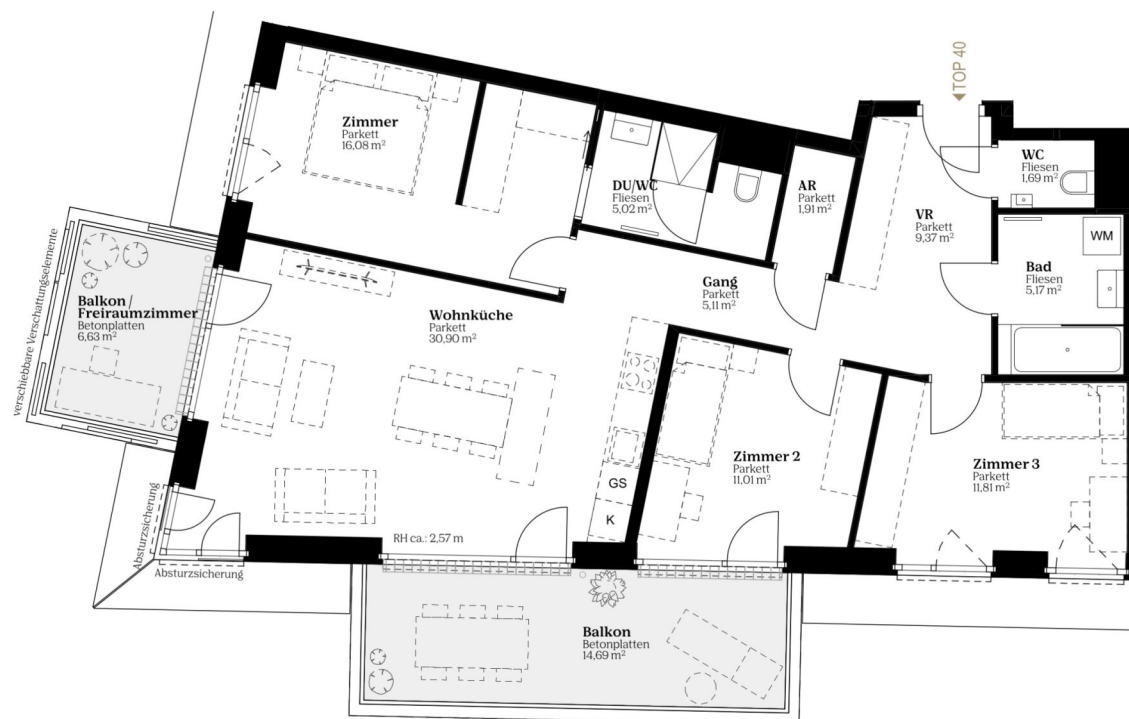 ◀TOP 40
Zimmer
Parkett
16,08 m²
DU/WC
Fliesen
5,02 m²
AR
Parkett
1,91 m²
WC
Fliesen
1,69 m²
VR
Parkett
9,37 m²
WM
Bad
Fliesen
5,17 m²
Gang
Parkett
5,11 m²
schiebbare Verschattungselemente
Balkon /
Freiraumzimmer
Betonplatten
6,63 m²
Wohnküche
Parkett
30,90 m²
Zimmer 2
Parkett
11,01 m²
Zimmer 3
Parkett
11,81 m²
GS
K
RH ca.: 2,57 m
Absturzsicherung
Absturzsicherung
Balkon
Betonplatten
14,69 m²